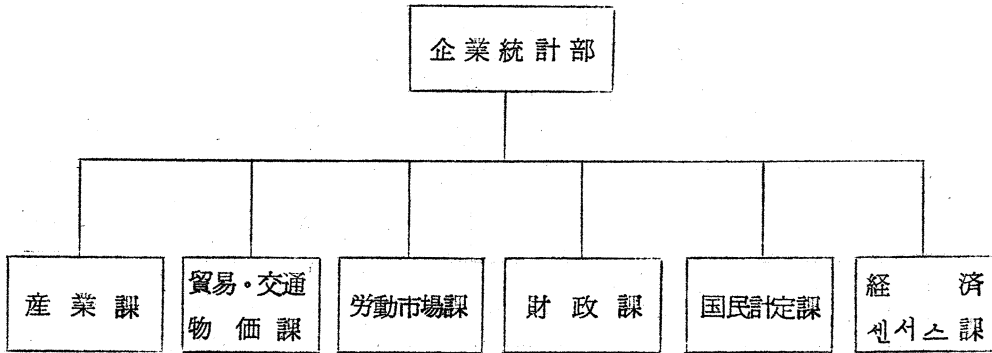 企業統計部
産業課
貿易・交通
物価課
労動市場課
財政課
国民計定課
経済
센서스課